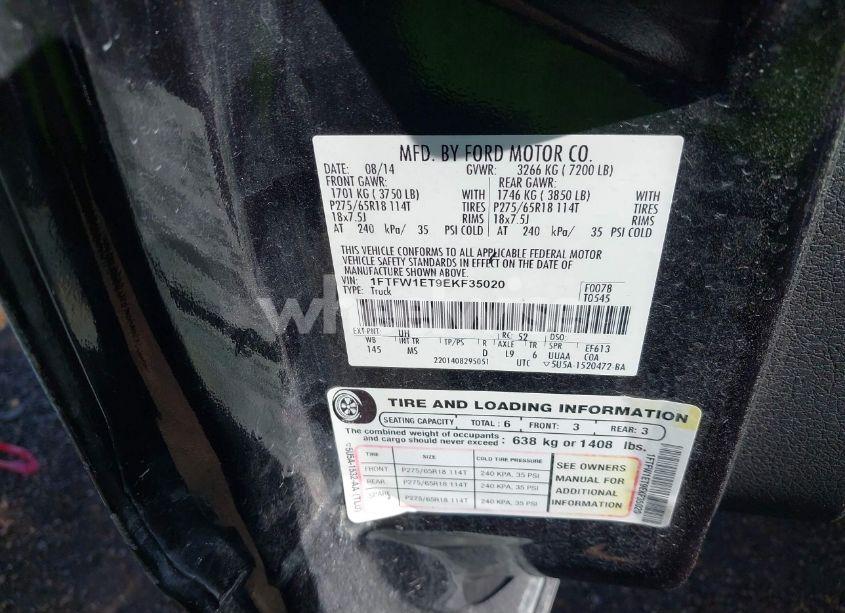 MFD. BY FORD MOTOR CO.
DATE: 08/14 GVWR: 3266 KG ( 7200 LB)
FRONT GAWR: REAR GAWR:
1701 KG ( 3750 LB) WITH 1746 KG ( 3850 LB) WITH
P275/65R18 114T TIRES P275/65R18 114T TIRES
18x7.5J RIMS 18x7.5J RIMS
AT 240 kPa/ 35 PSI COLD AT 240 kPa/ 35 PSI COLD
THIS VEHICLE CONFORMS TO ALL APPLICABLE FEDERAL MOTOR
VEHICLE SAFETY STANDARDS IN EFFECT ON THE DATE OF
MANUFACTURE SHOWN ABOVE.
VIN: 1FTFW1ET9EKF35020 F0078
TYPE: Truck T0545
EXT PNT: UH RC: 52 DSO:
WB INT TR TP/PS R AXLE TR SPR EF613
145 MS D L9 6 UUAA C0A
220140829S051 UTC 5U5A-1520472-BA
TIRE AND LOADING INFORMATION
SEATING CAPACITY TOTAL: 6 FRONT: 3 REAR: 3
The combined weight of occupants
and cargo should never exceed : 638 kg or 1408 lbs.
TIRE SIZE COLD TIRE PRESSURE
FRONT P275/65R18 114T 240 KPA, 35 PSI
REAR P275/65R18 114T 240 KPA, 35 PSI
SPARE P275/65R18 114T 240 KPA, 35 PSI
SEE OWNERS
MANUAL FOR
ADDITIONAL
INFORMATION
1FTFW1ET9EKF35020